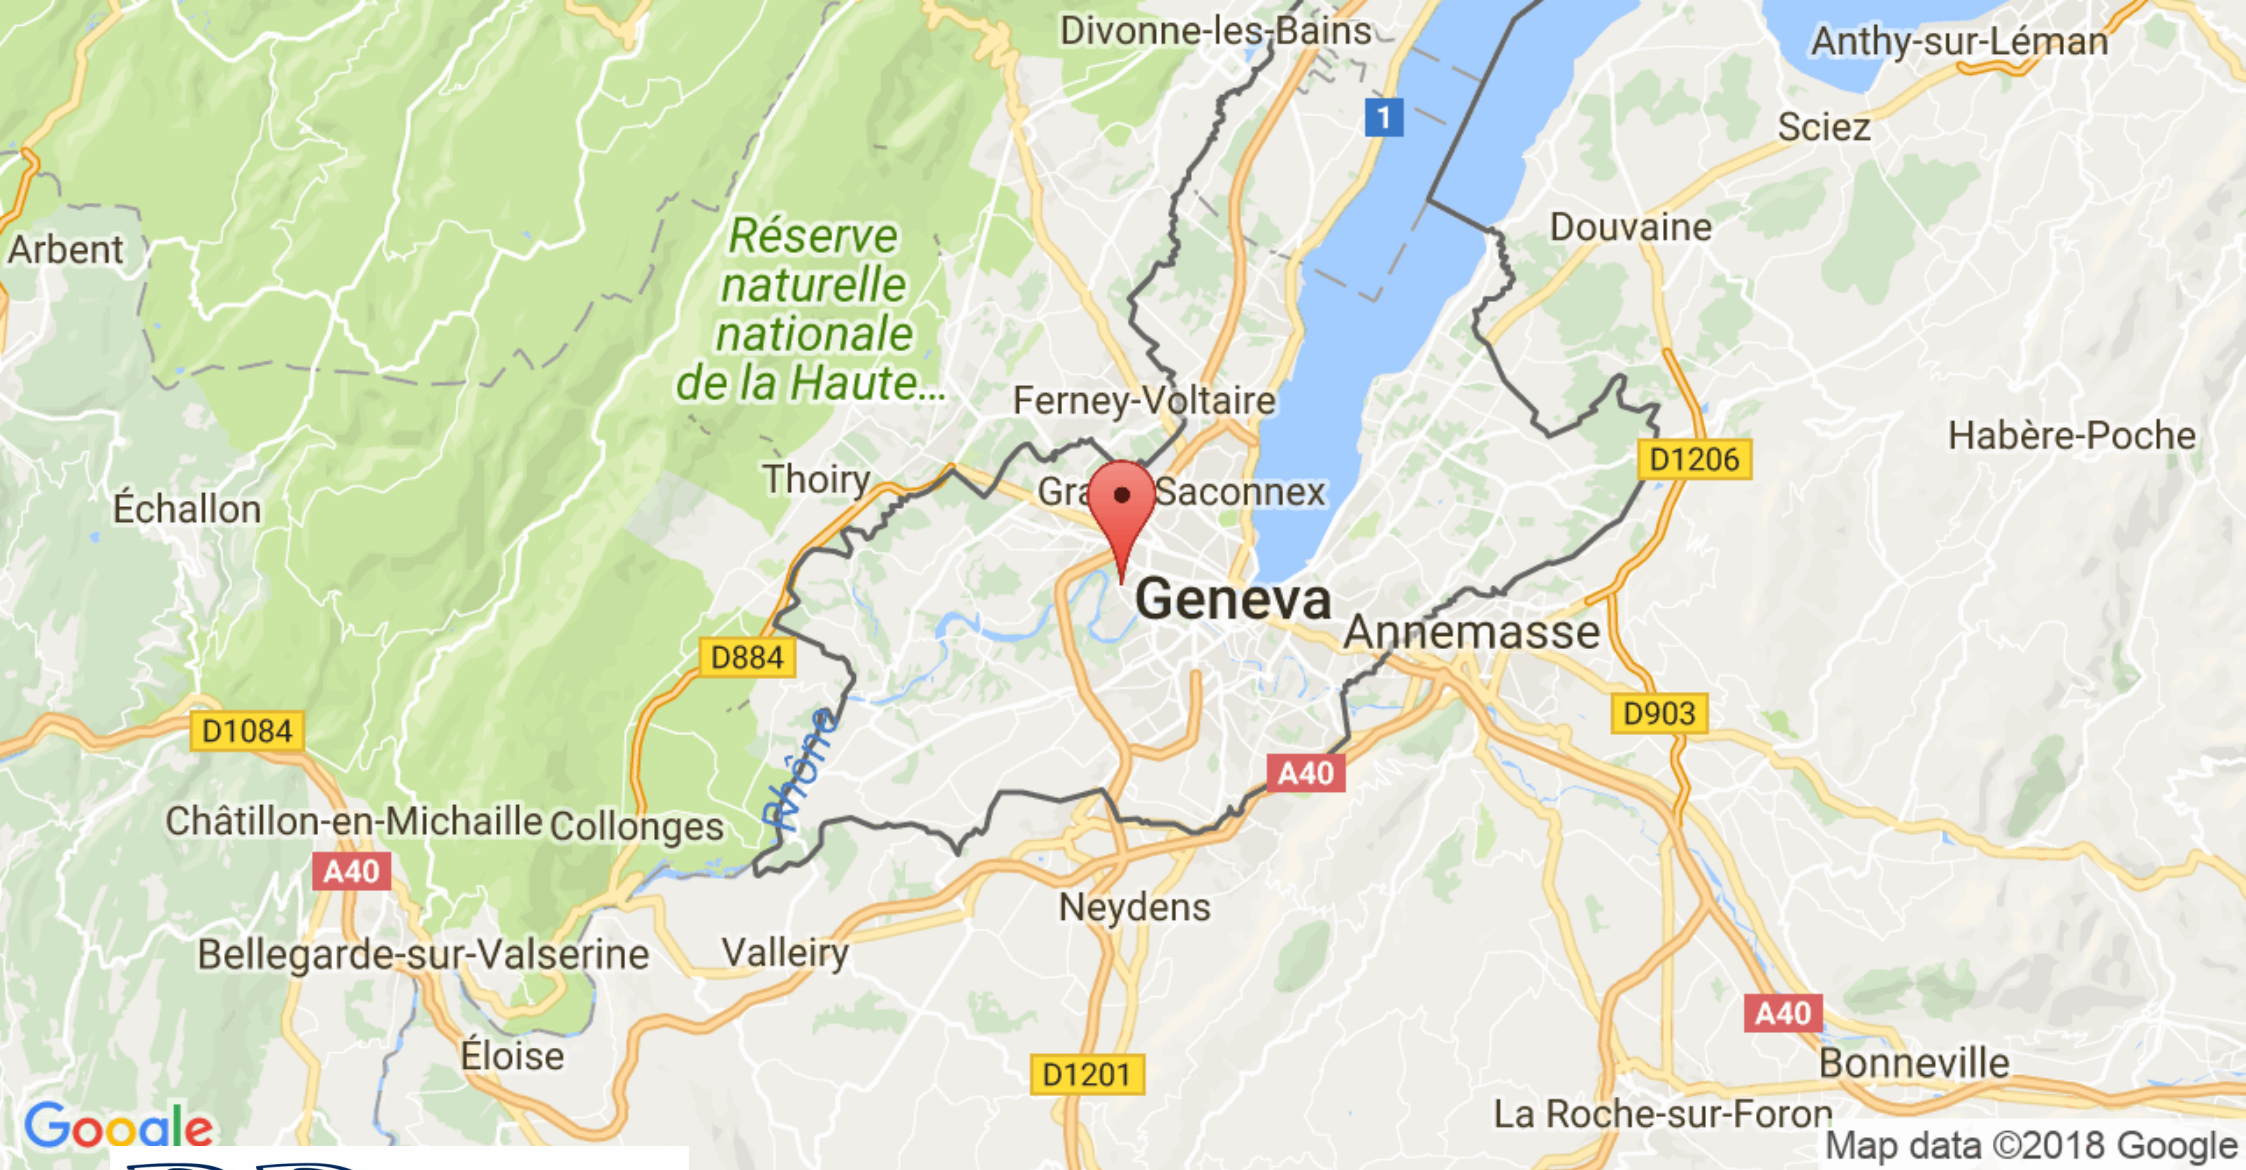 Divonne-les-Bains
Anthy-sur-Léman
1
Sciez
Réserve
naturelle
nationale
de la Haute...
Douvaine
Arbent
Ferney-Voltaire
Habère-Poche
D1206
Thoiry
Saconnex
Échallon
Geneva
Annemasse
D884
D903
D1084
Rhône
A40
Châtillon-en-Michaille
Collonges
A40
Neydens
Bellegarde-sur-Valserine
Valleiry
A40
Éloise
Bonneville
D1201
La Roche-sur-Foron
Google
Map data ©2018 Google